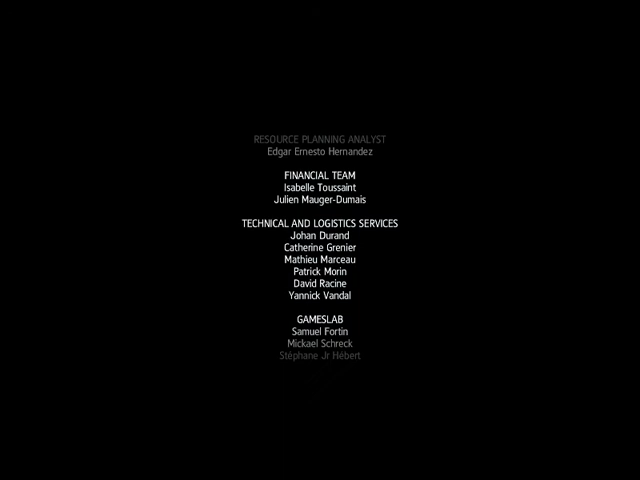 RESOURCE PLANNING ANALYST
Edgar Ernesto Hernandez
FINANCIAL TEAM
Isabelle Toussaint
Julien Mauger-Dumais
TECHNICAL AND LOGISTICS SERVICES
Johan Durand
Catherine Grenier
Mathieu Marceau
Patrick Morin
David Racine
Yannick Vandal
GAMESLAB
Samuel Fortin
Mickael Schreck
Stéphane Jr Hébert